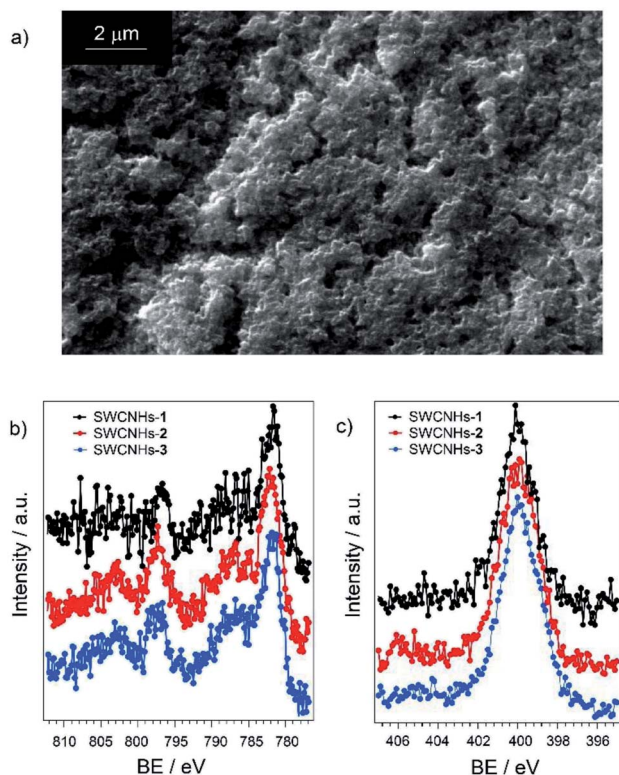 a)
2 μm
b)
SWCNHs-1
SWCNHs-2
SWCNHs-3
Intensity / a.u.
810 805 800 795 790 785 780
BE / eV
c)
SWCNHs-1
SWCNHs-2
SWCNHs-3
Intensity / a.u.
406 404 402 400 398 396
BE / eV